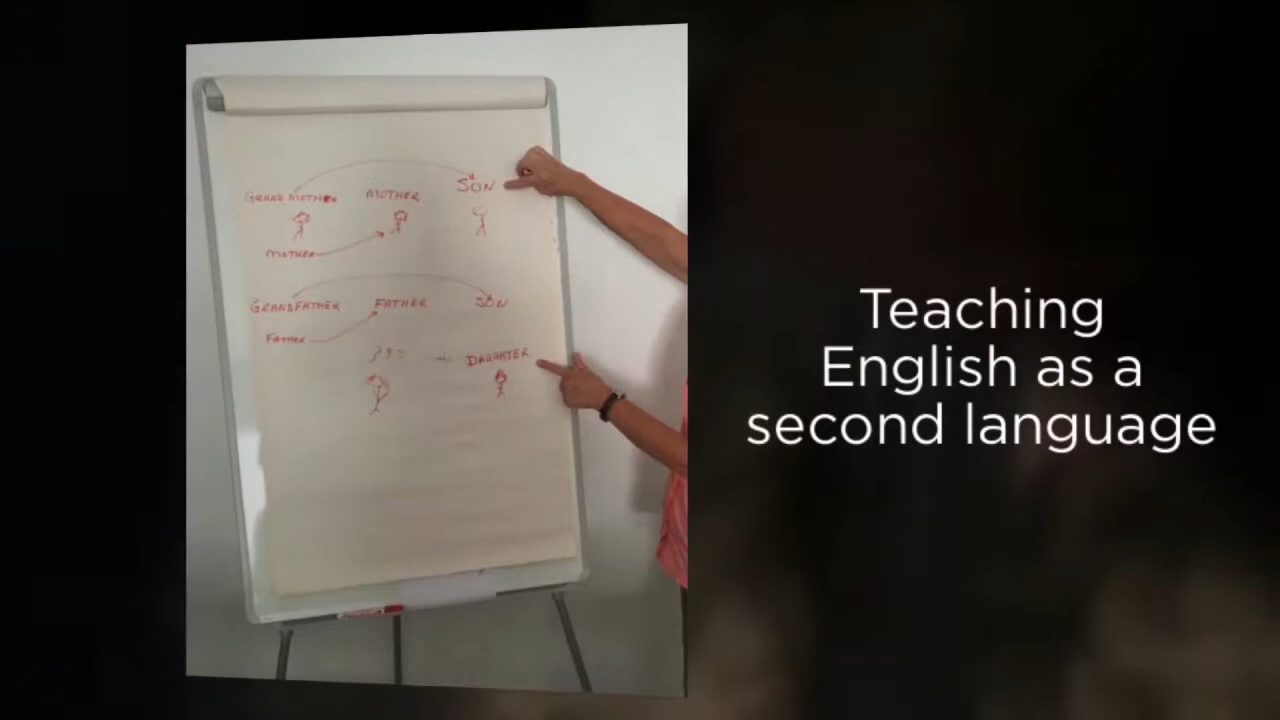 GRANDMOTHER MOTHER SON
MOTHER
GRANDFATHER FATHER SON
FATHER
DAUGHTER
Teaching
English as a
second language